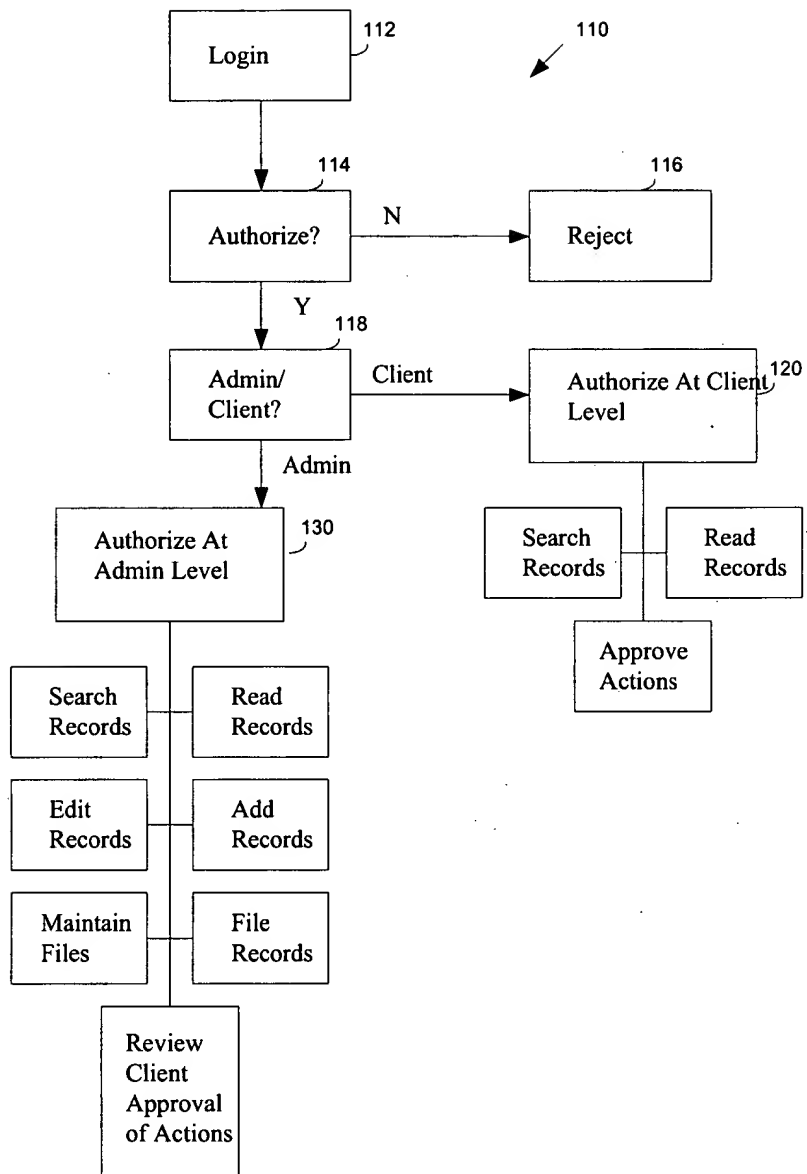 Login
112
110
114
Authorize?
N
116
Reject
Y
118
Admin/
Client?
Client
Authorize At Client
Level
120
Admin
Authorize At
Admin Level
130
Search
Records
Read
Records
Approve
Actions
Search
Records
Read
Records
Edit
Records
Add
Records
Maintain
Files
File
Records
Review
Client
Approval
of Actions